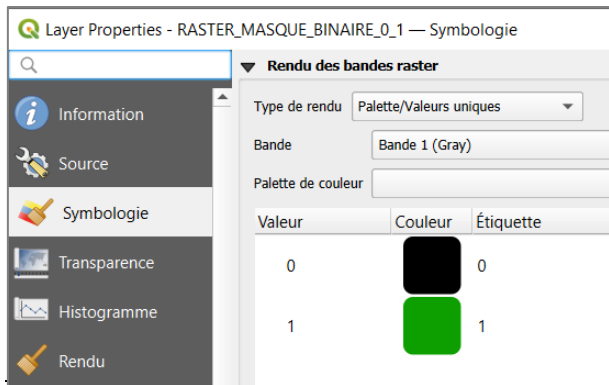 Layer Properties - RASTER_MASQUE_BINAIRE_0_1 — Symbologie
Rendu des bandes raster
Information
Type de rendu Palette/Valeurs uniques
Bande Bande 1 (Gray)
Source
Palette de couleur
Symbologie
Valeur Couleur Étiquette
Transparence
0 0
Histogramme
1 1
Rendu